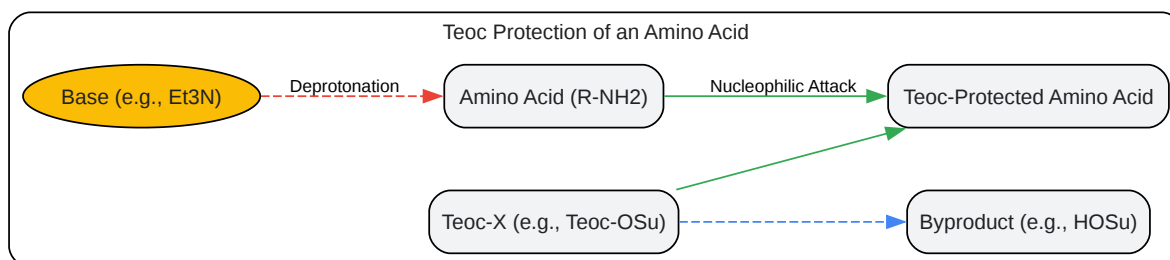 Teoc Protection of an Amino Acid
Base (e.g., Et3N)
Deprotonation
Amino Acid (R-NH2)
Nucleophilic Attack
Teoc-Protected Amino Acid
Teoc-X (e.g., Teoc-OSu)
Byproduct (e.g., HOSu)